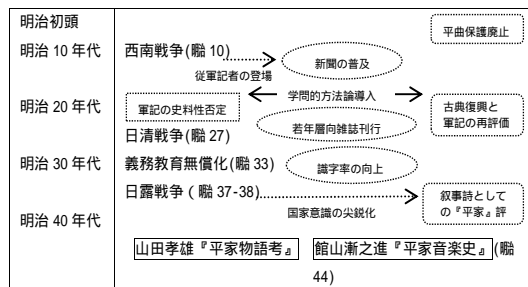 明治初頭
平曲保護廃止
明治 10 年代
西南戦争(聸 10)
新聞の普及
従軍記者の登場
学問的方法論導入
明治 20 年代
軍記の史料性否定
古典復興と
軍記の再評価
若年層向雑誌刊行
日清戦争(聸 27)
明治 30 年代
義務教育無償化(聸 33)
識字率の向上
日露戦争(聸 37-38)
叙事詩として
の『平家』評
国家意識の尖鋭化
明治 40 年代
山田孝雄『平家物語考』 館山漸之進『平家音楽史』(聸
44)